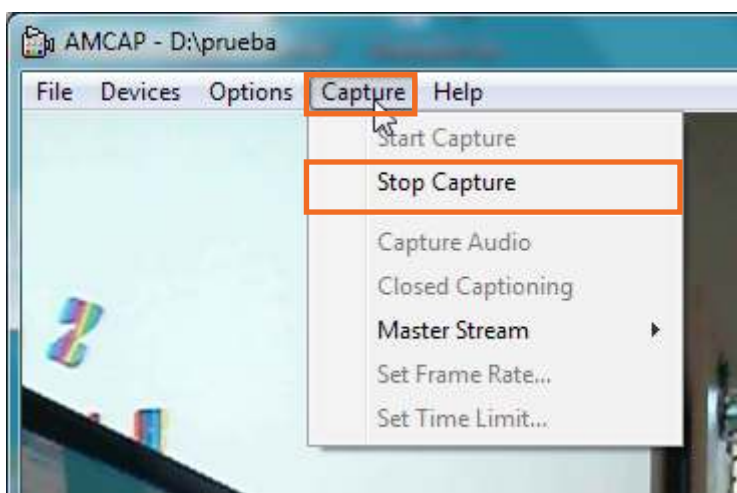 AMCAP - D:\prueba
File Devices Options Capture Help
Start Capture
Stop Capture
Capture Audio
Closed Captioning
Master Stream
Set Frame Rate...
Set Time Limit...
2